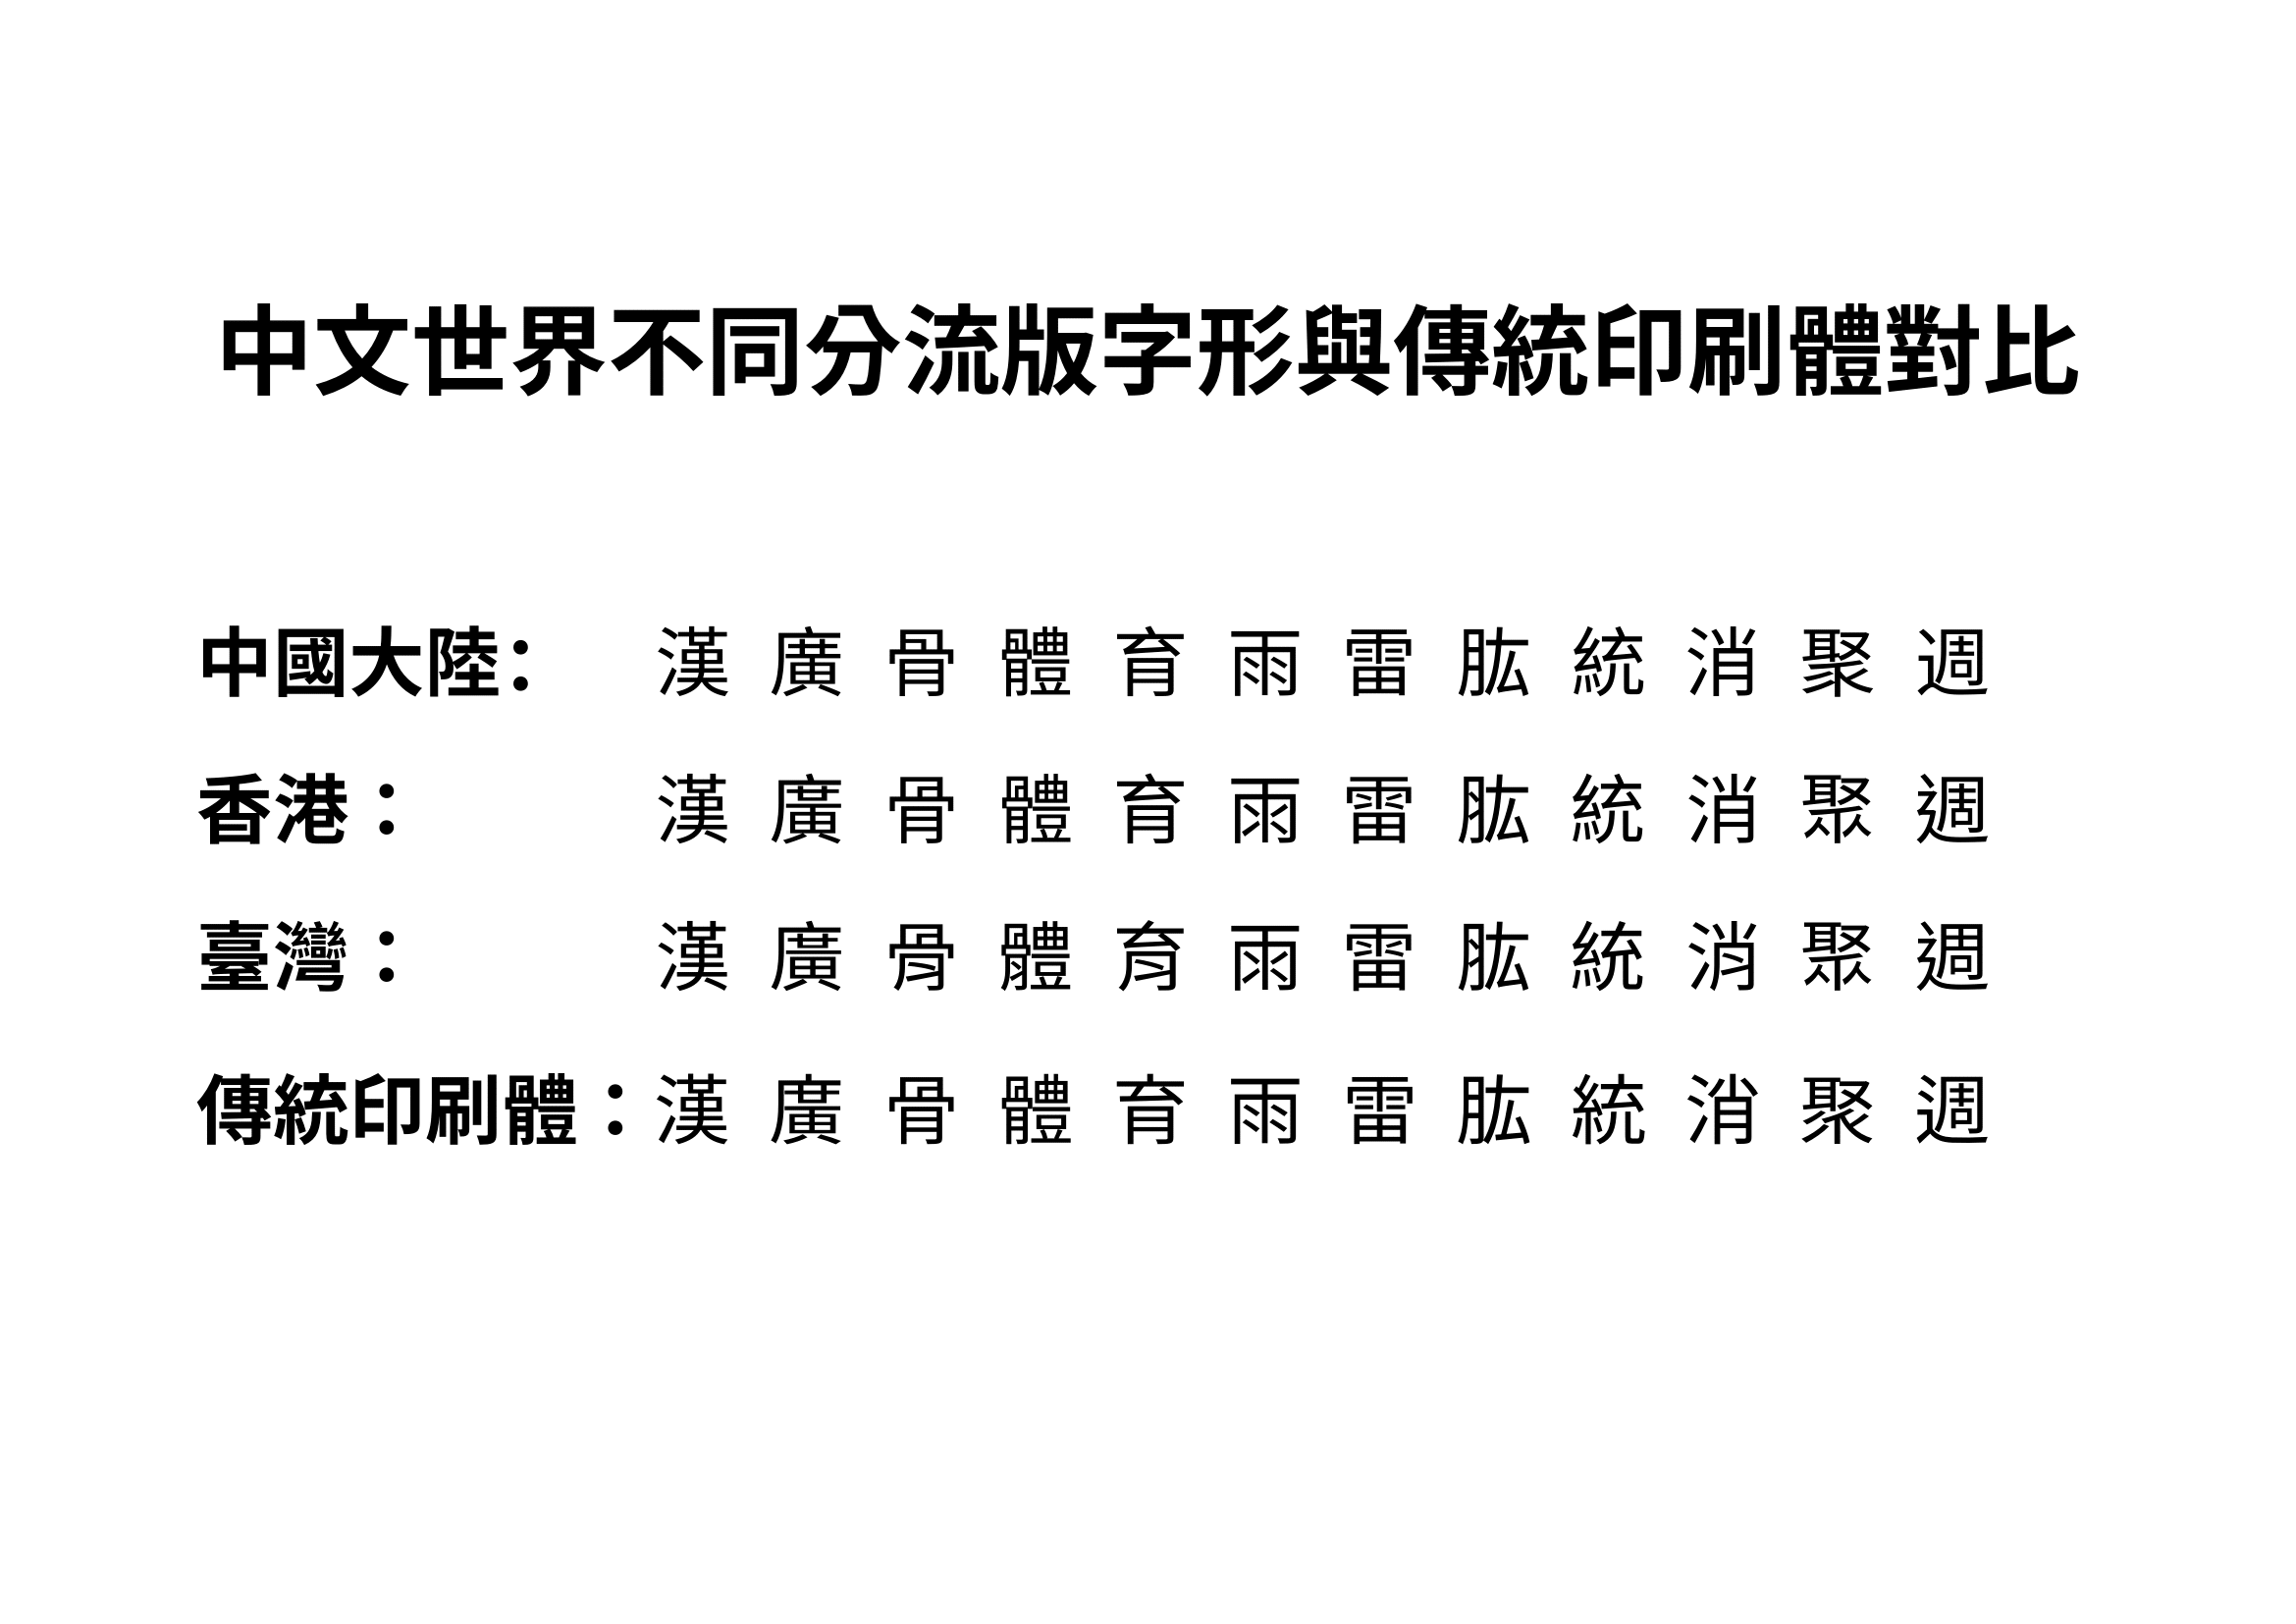 中文世界不同分流版字形與傳統印刷體對比
中國大陸： 漢 廣 骨 體 育 雨 雷 肱 統 消 聚 週
香港： 漢 廣 骨 體 育 雨 雷 肱 統 消 聚 週
臺灣： 漢 廣 骨 體 育 雨 雷 肱 統 消 聚 週
傳統印刷體：漢 廣 骨 體 育 雨 雷 肱 統 消 聚 週